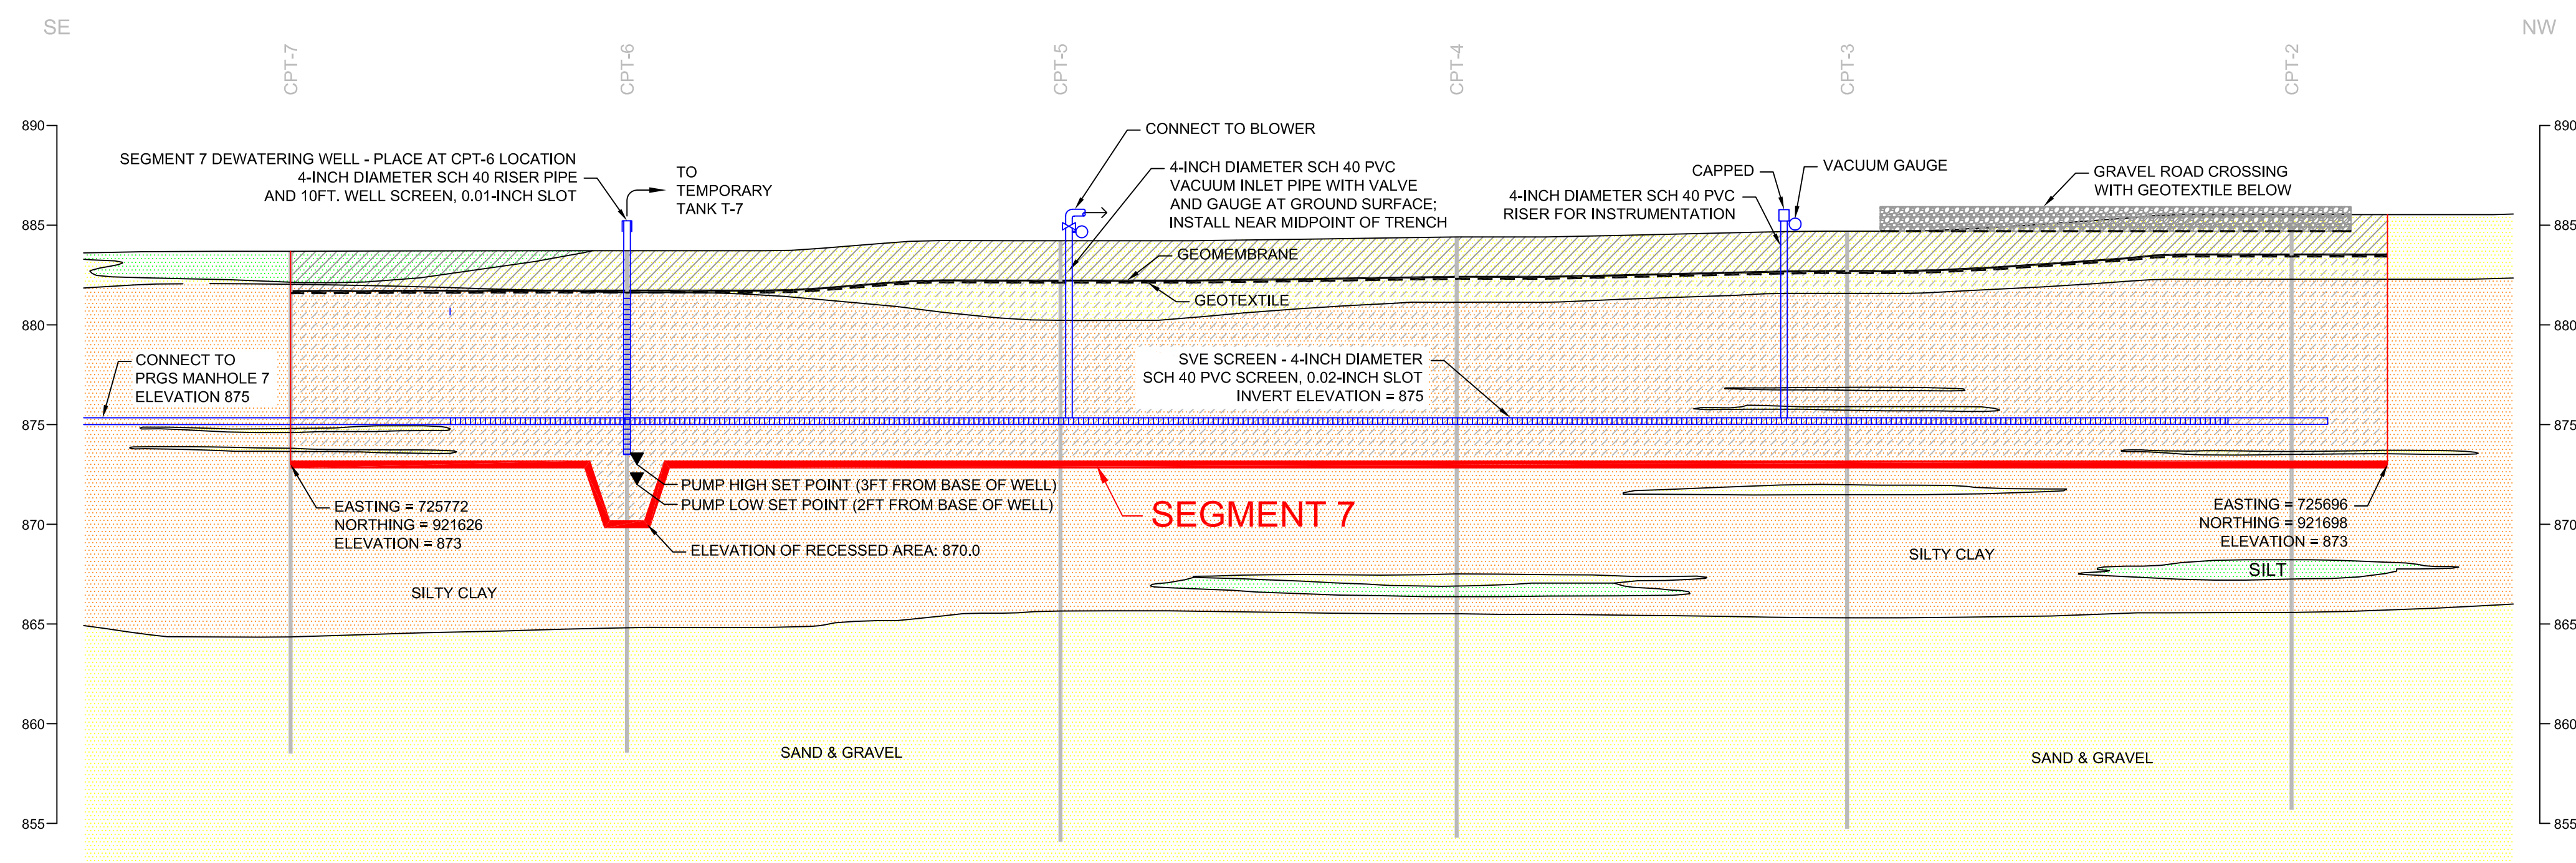 SE
NW
CPT-7
CPT-6
CPT-5
CPT-4
CPT-3
CPT-2
890
885
880
875
870
865
860
855
890
885
880
875
870
865
860
855
SEGMENT 7 DEWATERING WELL - PLACE AT CPT-6 LOCATION
4-INCH DIAMETER SCH 40 RISER PIPE
AND 10FT. WELL SCREEN, 0.01-INCH SLOT
TO
TEMPORARY
TANK T-7
CONNECT TO BLOWER
4-INCH DIAMETER SCH 40 PVC
VACUUM INLET PIPE WITH VALVE
AND GAUGE AT GROUND SURFACE;
INSTALL NEAR MIDPOINT OF TRENCH
CAPPED
VACUUM GAUGE
4-INCH DIAMETER SCH 40 PVC
RISER FOR INSTRUMENTATION
GRAVEL ROAD CROSSING
WITH GEOTEXTILE BELOW
GEOMEMBRANE
GEOTEXTILE
CONNECT TO
PRGS MANHOLE 7
ELEVATION 875
SVE SCREEN - 4-INCH DIAMETER
SCH 40 PVC SCREEN, 0.02-INCH SLOT
INVERT ELEVATION = 875
PUMP HIGH SET POINT (3FT FROM BASE OF WELL)
PUMP LOW SET POINT (2FT FROM BASE OF WELL)
SEGMENT 7
EASTING = 725772
NORTHING = 921626
ELEVATION = 873
ELEVATION OF RECESSED AREA: 870.0
EASTING = 725696
NORTHING = 921698
ELEVATION = 873
SILTY CLAY
SILTY CLAY
SILT
SAND & GRAVEL
SAND & GRAVEL